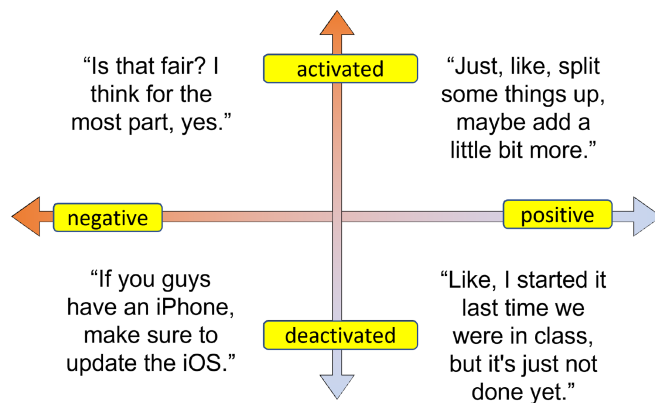 activated
“Is that fair? I
think for the
most part, yes.”
“Just, like, split
some things up,
maybe add a
little bit more.”
negative
positive
“If you guys
have an iPhone,
make sure to
update the iOS.”
deactivated
“Like, I started it
last time we
were in class,
but it's just not
done yet.”